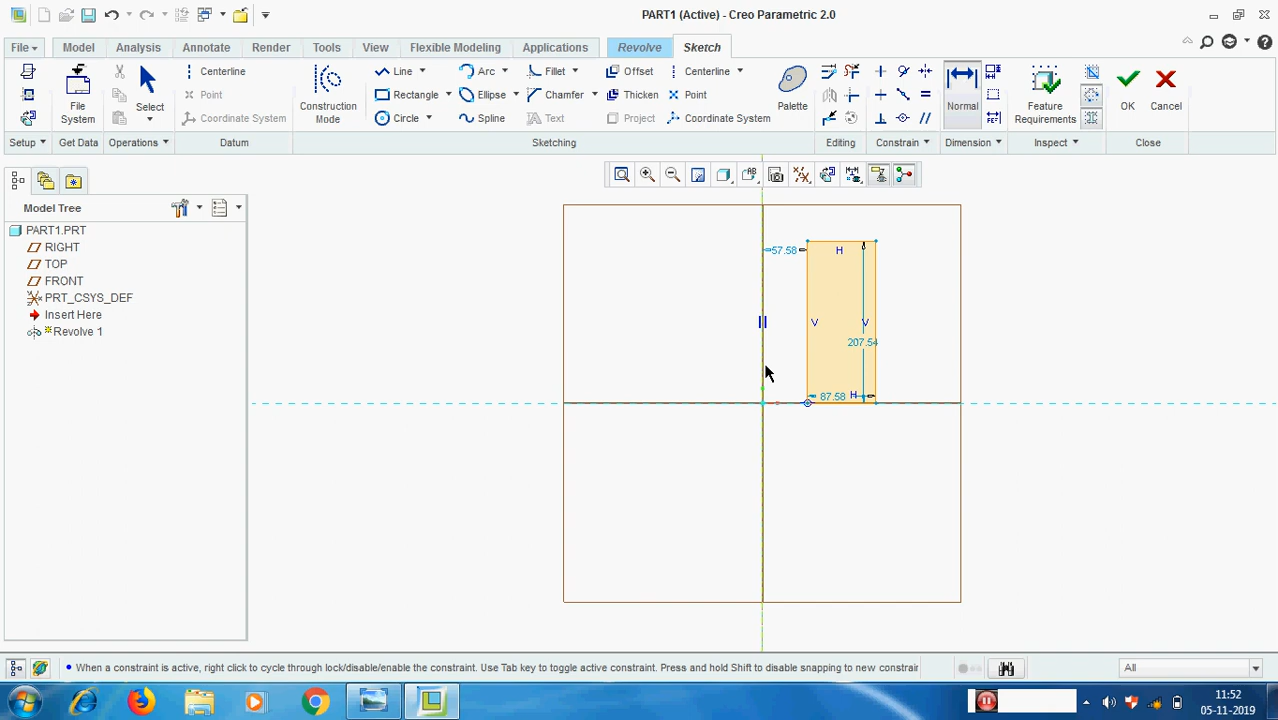 PART1 (Active) - Creo Parametric 2.0
File Model Analysis Annotate Render Tools View Flexible Modeling Applications Revolve Sketch
Centerline Line Arc Fillet Offset Centerline
Point Rectangle Ellipse Chamfer Thicken Point
Coordinate System Circle Spline Text Project Coordinate System
File System Select Construction Mode Palette Normal Feature Requirements OK Cancel
Setup Get Data Operations Datum Sketching Editing Constrain Dimension Inspect Close
Model Tree
PART1.PRT
RIGHT
TOP
FRONT
PRT_CSYS_DEF
Insert Here
Revolve 1
57.58 H
V V
207.54
87.58 H
When a constraint is active, right click to cycle through lock/disable/enable the constraint. Use Tab key to toggle active constraint. Press and hold Shift to disable snapping to new constrair
All
11:52
05-11-2019